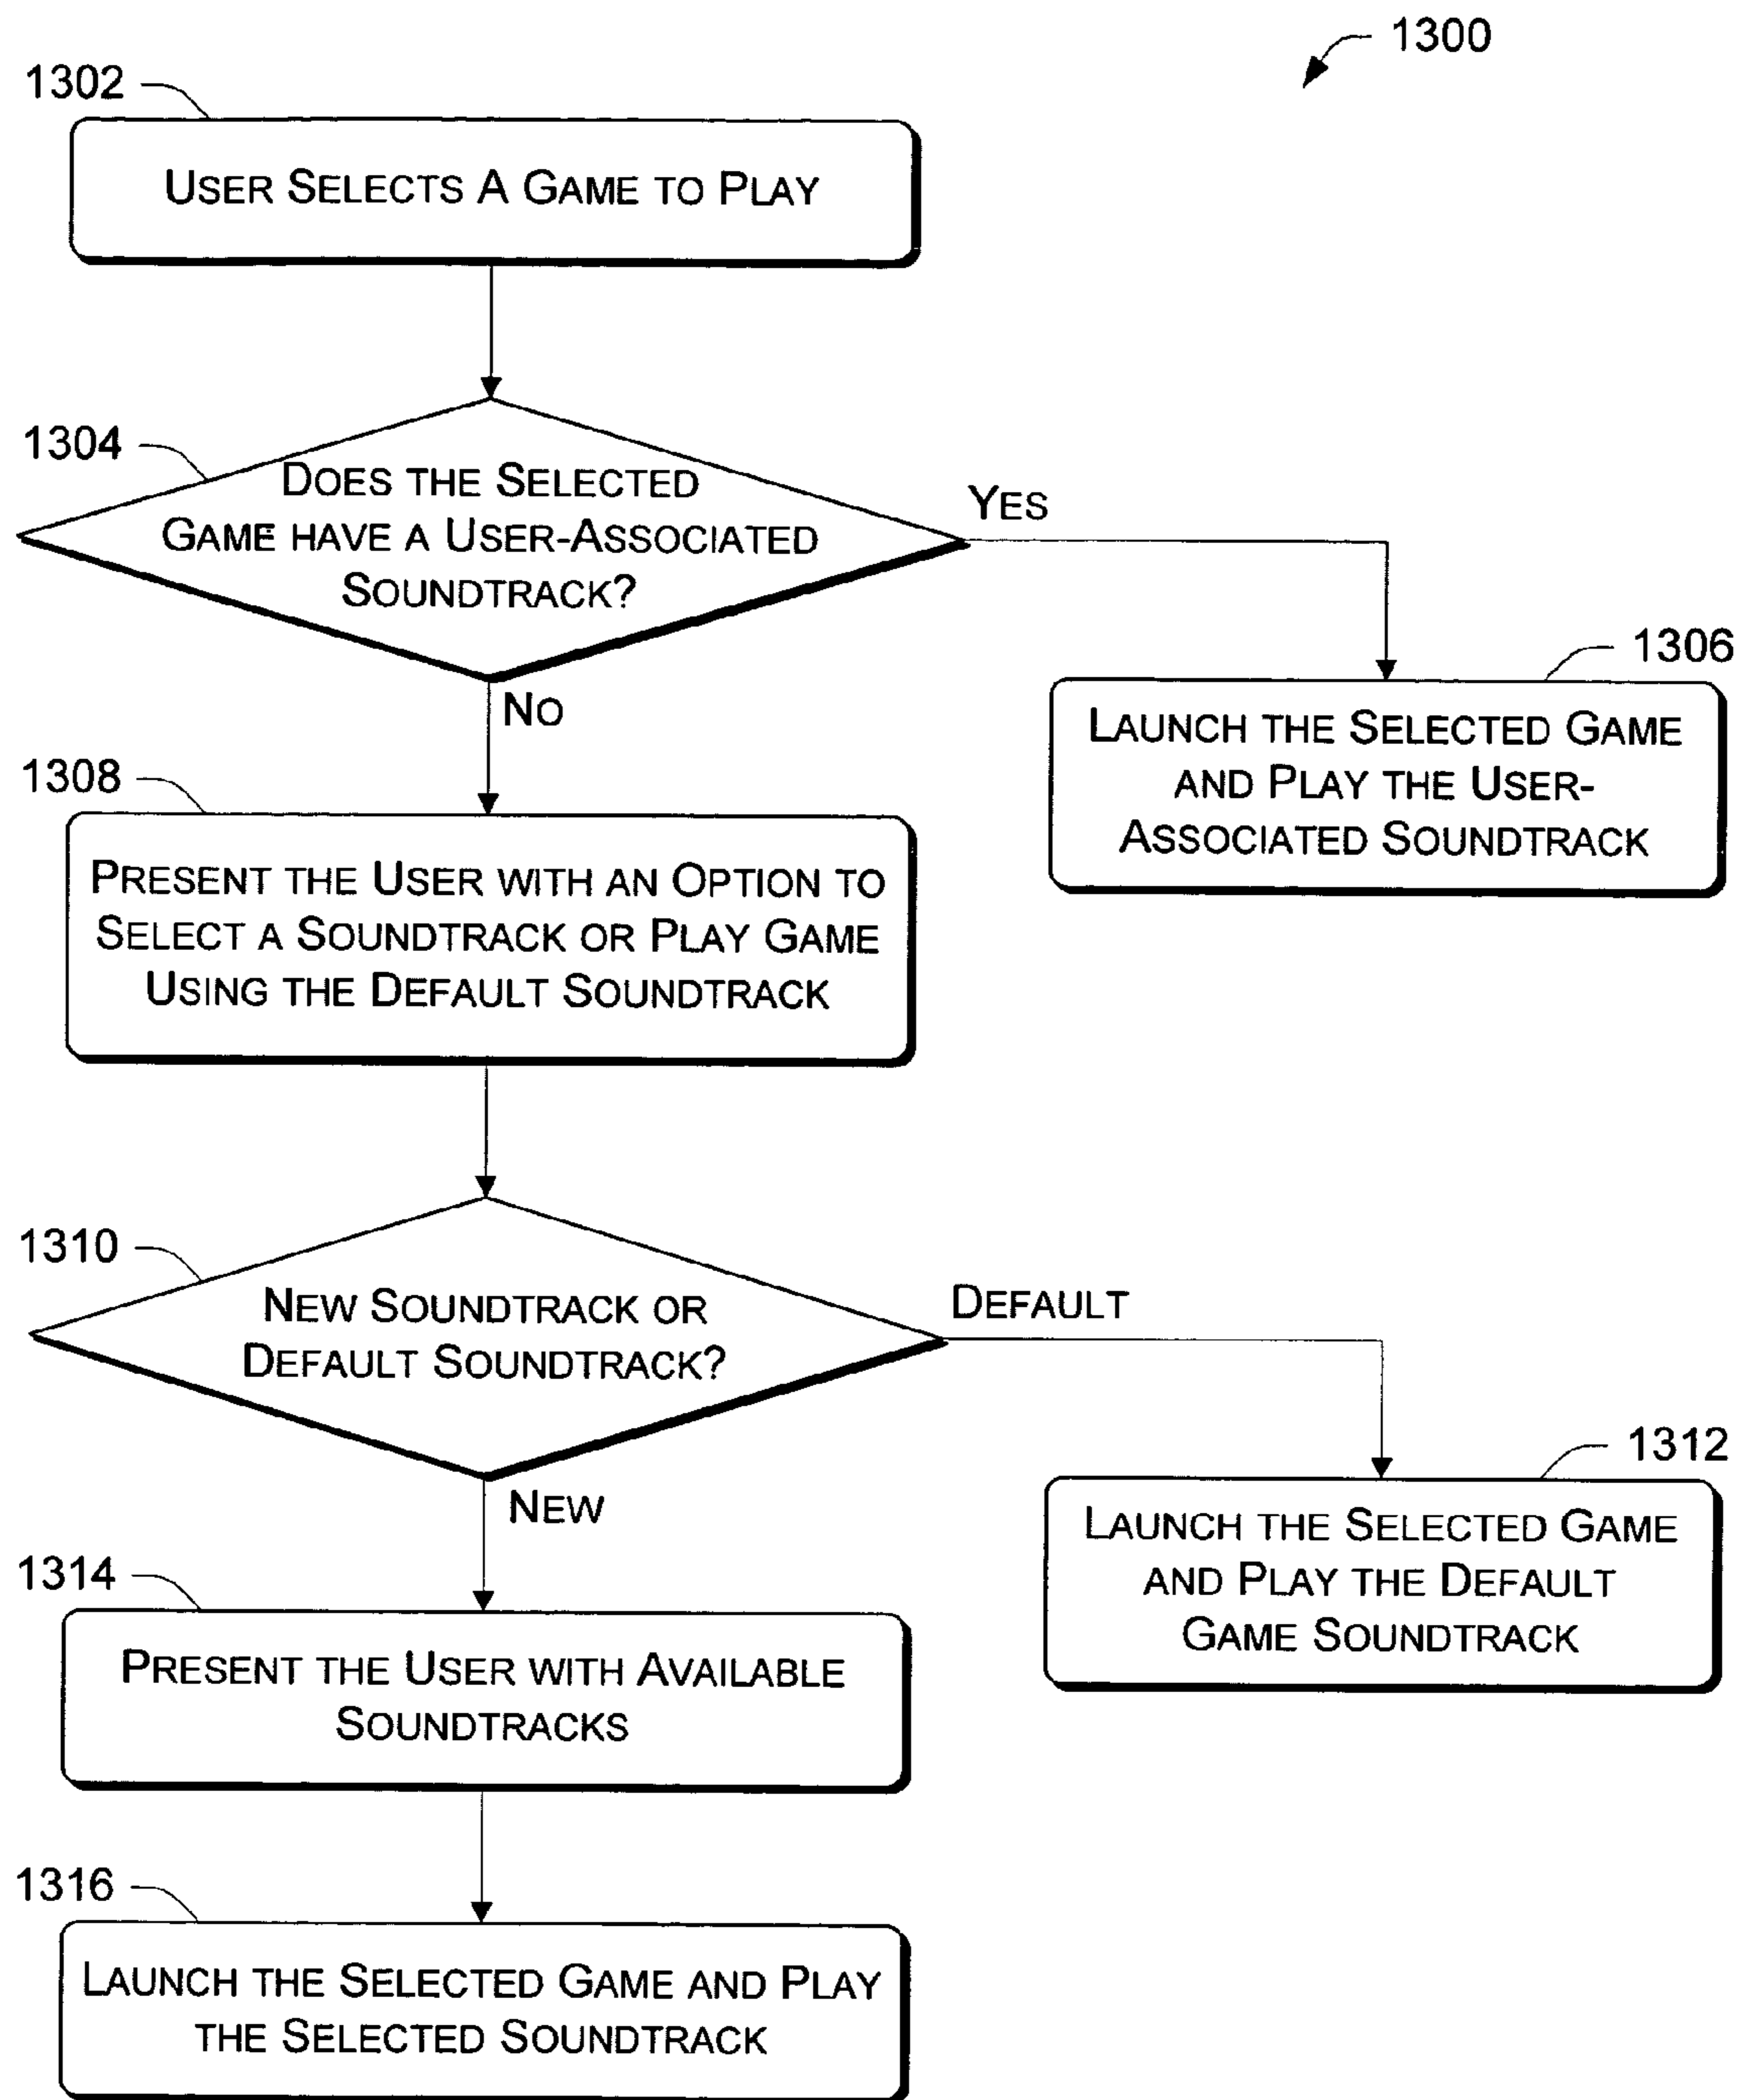 1300
1302
USER SELECTS A GAME TO PLAY
1304
DOES THE SELECTED
GAME HAVE A USER-ASSOCIATED
SOUNDTRACK?
YES
NO
1306
LAUNCH THE SELECTED GAME
AND PLAY THE USER-
ASSOCIATED SOUNDTRACK
1308
PRESENT THE USER WITH AN OPTION TO
SELECT A SOUNDTRACK OR PLAY GAME
USING THE DEFAULT SOUNDTRACK
1310
NEW SOUNDTRACK OR
DEFAULT SOUNDTRACK?
DEFAULT
NEW
1312
LAUNCH THE SELECTED GAME
AND PLAY THE DEFAULT
GAME SOUNDTRACK
1314
PRESENT THE USER WITH AVAILABLE
SOUNDTRACKS
1316
LAUNCH THE SELECTED GAME AND PLAY
THE SELECTED SOUNDTRACK